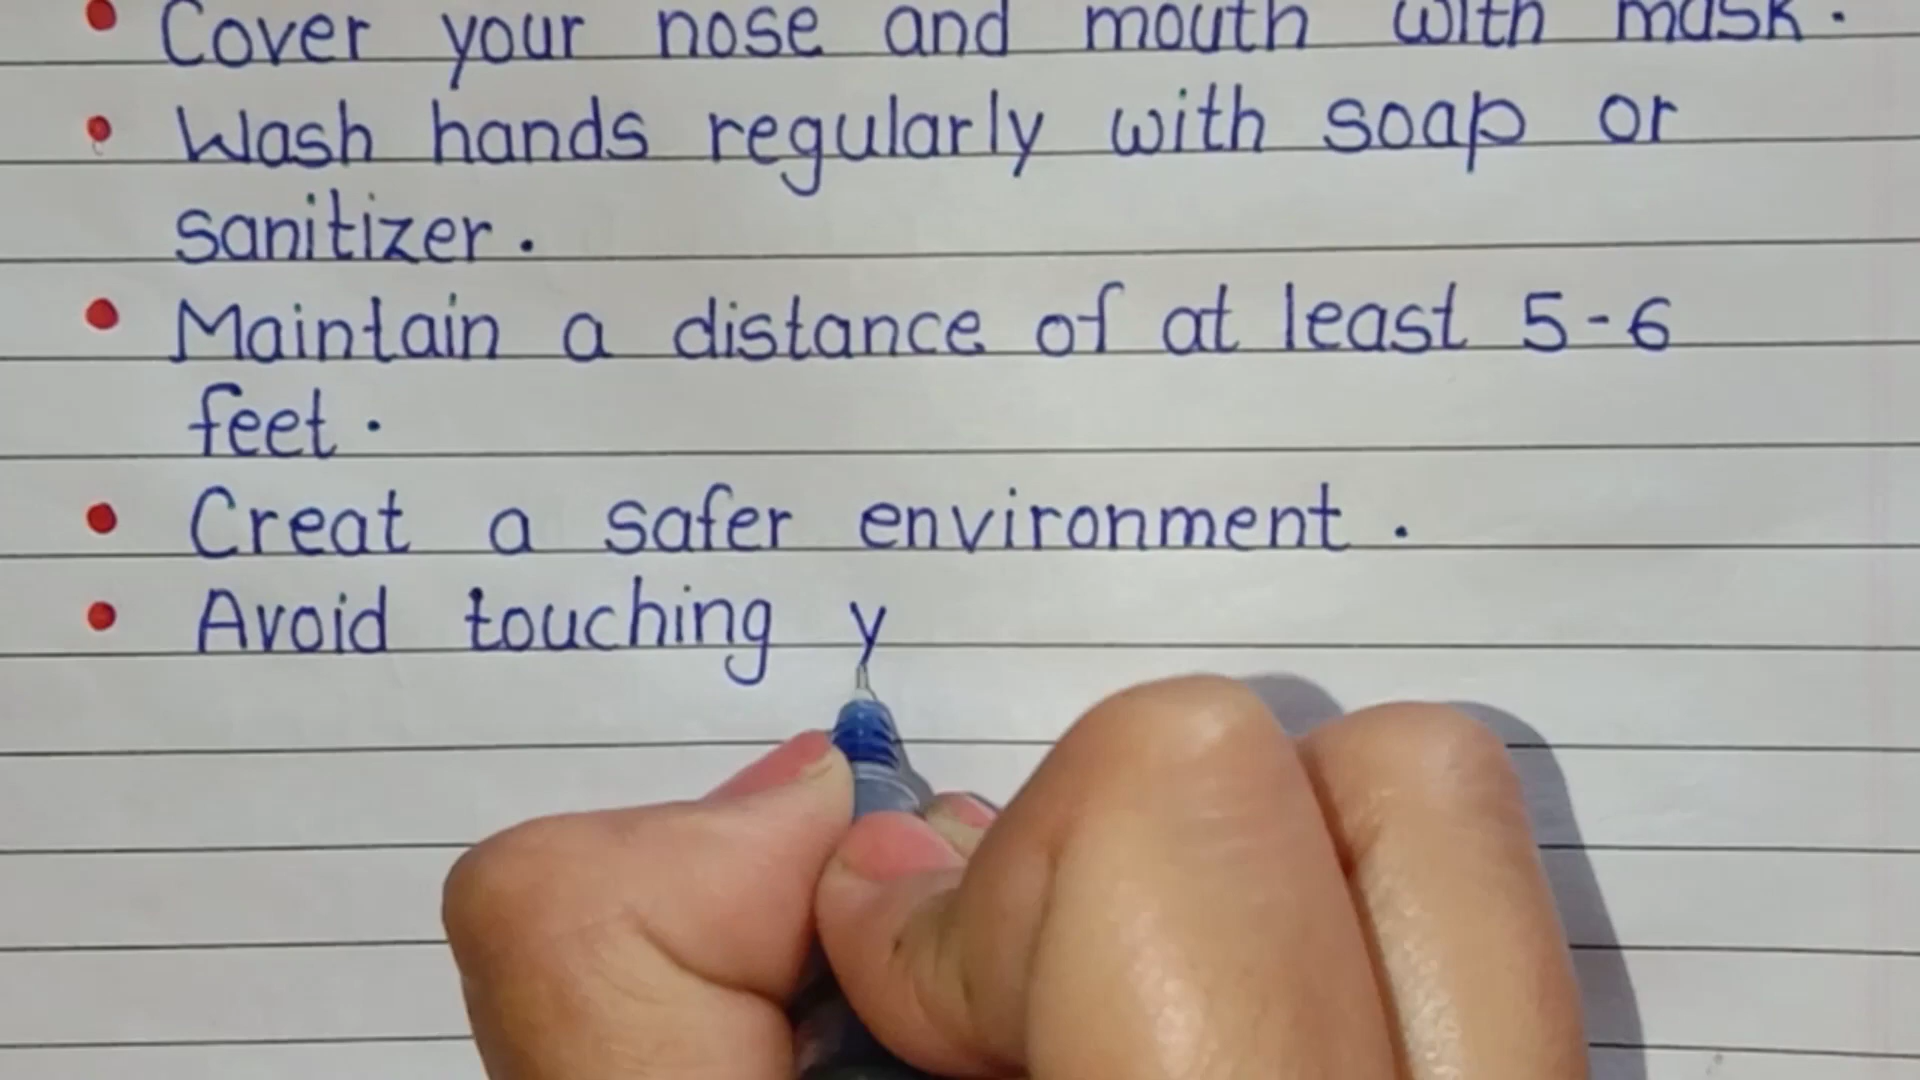 • Cover your nose and mouth with mask.
• Wash hands regularly with soap or
sanitizer.
• Maintain a distance of at least 5-6
feet.
• Creat a safer environment.
• Avoid touching y